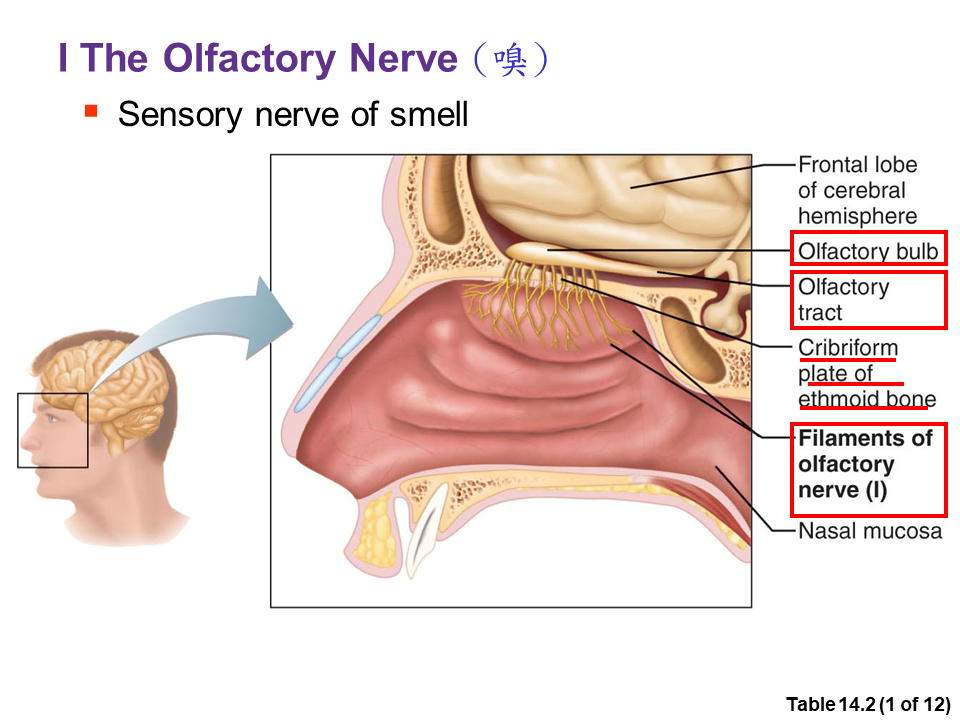 I The Olfactory Nerve（嗅）
Sensory nerve of smell
Frontal lobe
of cerebral
hemisphere
Olfactory bulb
Olfactory
tract
Cribriform
plate of
ethmoid bone
Filaments of
olfactory
nerve (I)
Nasal mucosa
Table 14.2 (1 of 12)